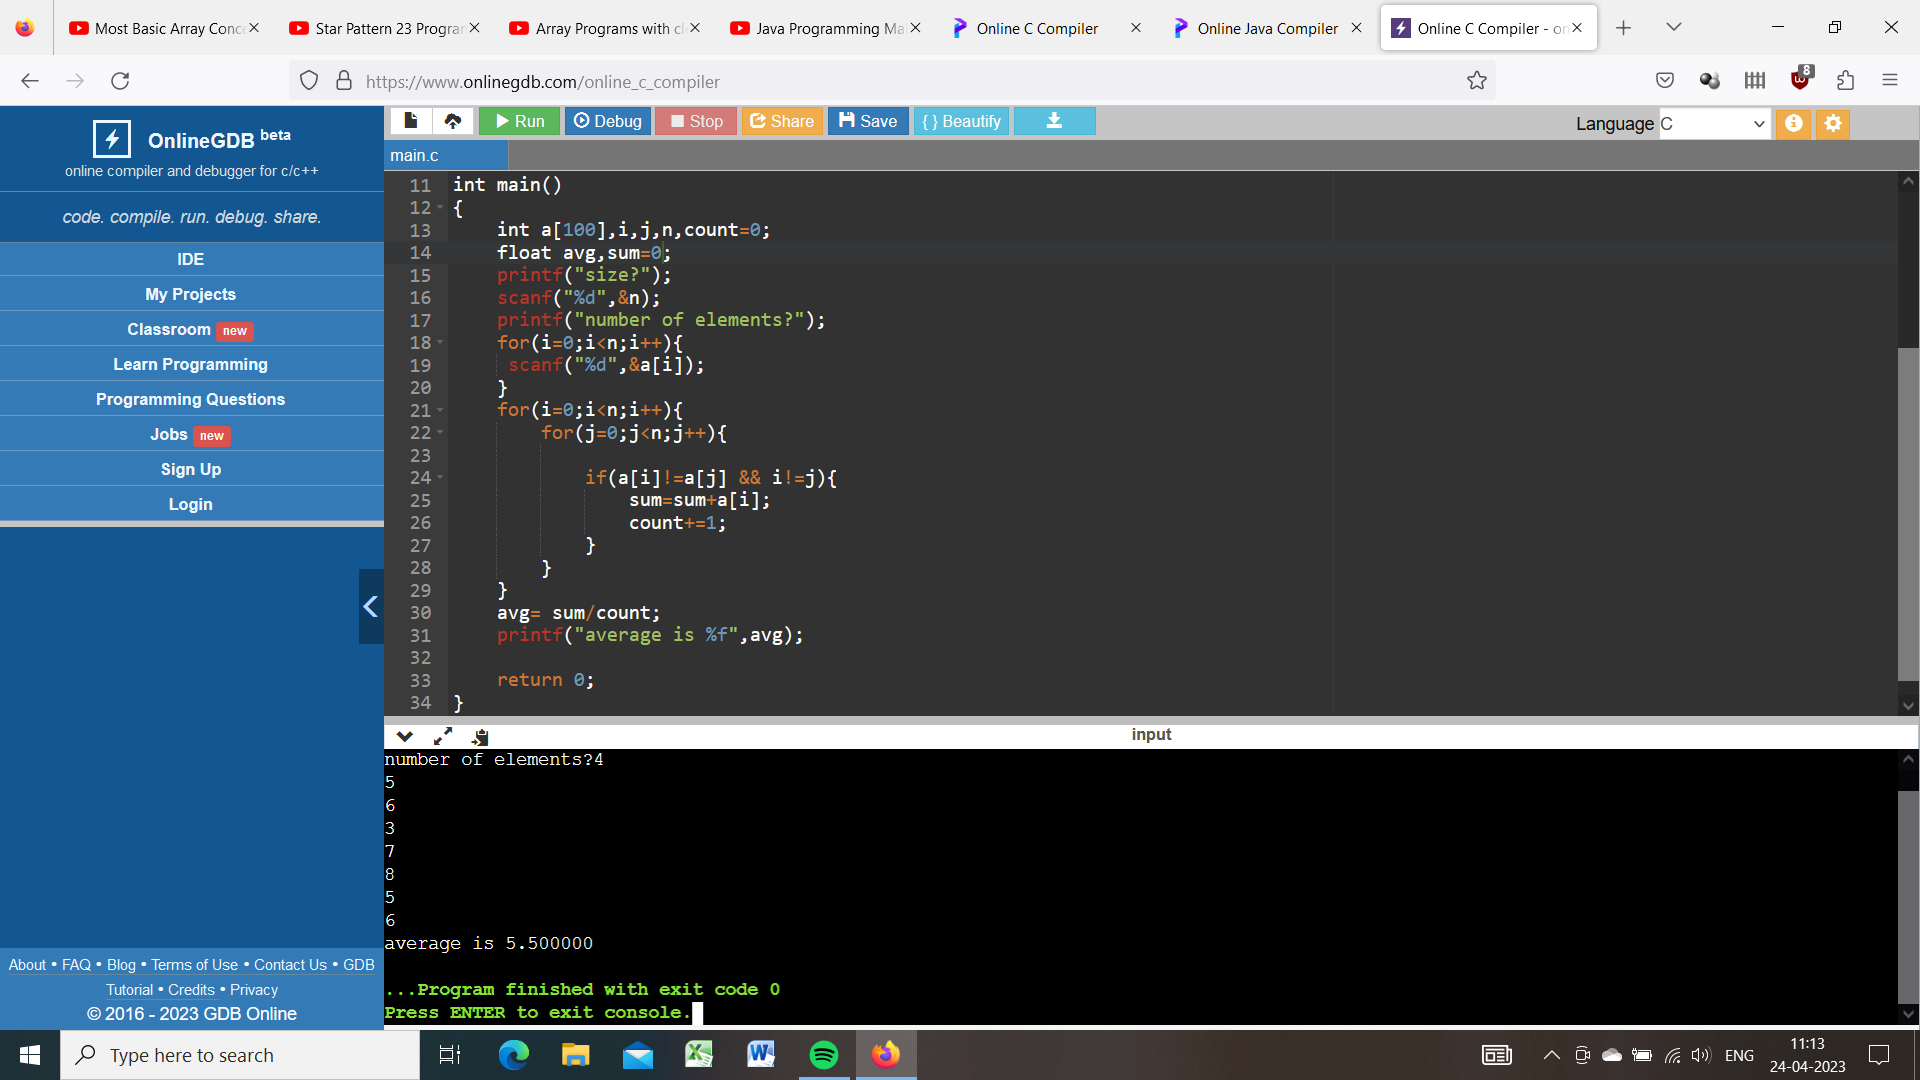 Most Basic Array Conce
Star Pattern 23 Progran
Array Programs with cl
Java Programming Ma
Online C Compiler
Online Java Compiler
Online C Compiler - on
https://www.onlinegdb.com/online_c_compiler
8
OnlineGDB beta
online compiler and debugger for c/c++
code. compile. run. debug. share.
IDE
My Projects
Classroom new
Learn Programming
Programming Questions
Jobs new
Sign Up
Login
About • FAQ • Blog • Terms of Use • Contact Us • GDB
Tutorial • Credits • Privacy
© 2016 - 2023 GDB Online
Run Debug Stop Share Save { } Beautify
Language C
main.c
11 int main()
12 {
13 int a[100],i,j,n,count=0;
14 float avg,sum=0;
15 printf("size?");
16 scanf("%d",&n);
17 printf("number of elements?");
18 for(i=0;i<n;i++){
19 scanf("%d",&a[i]);
20 }
21 for(i=0;i<n;i++){
22 for(j=0;j<n;j++){
23
24 if(a[i]!=a[j] && i!=j){
25 sum=sum+a[i];
26 count+=1;
27 }
28 }
29 }
30 avg= sum/count;
31 printf("average is %f",avg);
32
33 return 0;
34 }
input
number of elements?4
5
6
3
7
8
5
6
average is 5.500000
...Program finished with exit code 0
Press ENTER to exit console.
Type here to search
ENG
11:13
24-04-2023